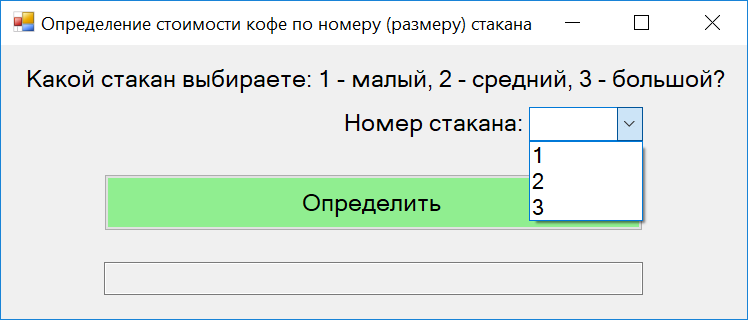 Определение стоимости кофе по номеру (размеру) стакана
Какой стакан выбираете: 1 - малый, 2 - средний, 3 - большой?
Номер стакана:
1
2
3
Определить